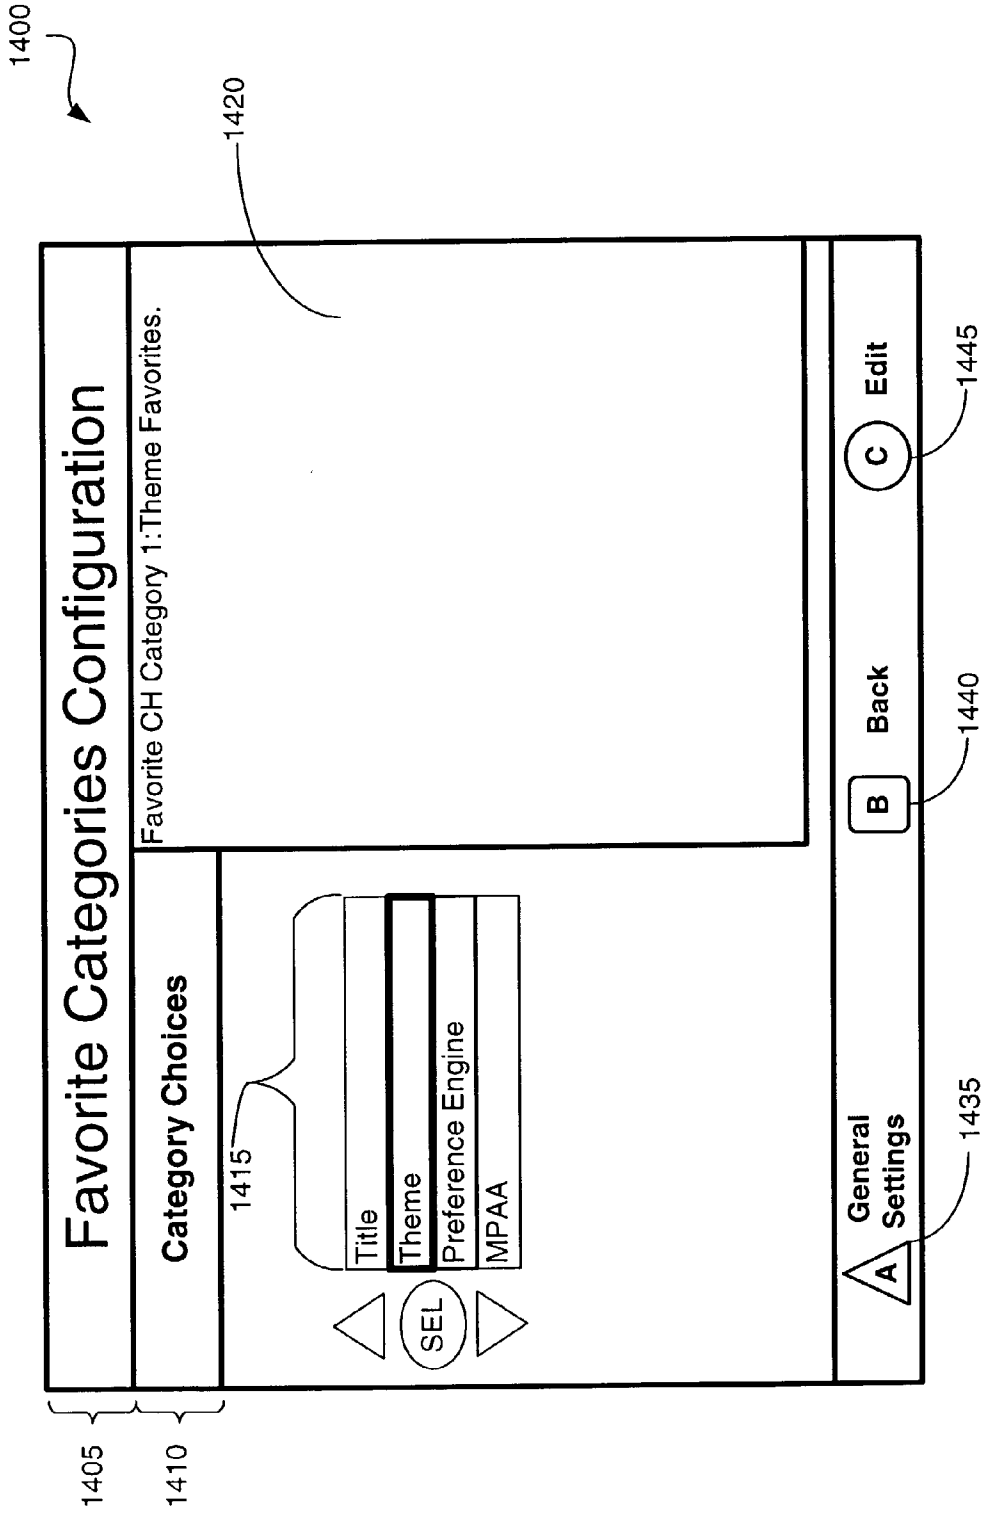 1400
1405
Favorite Categories Configuration
1410
Category Choices
Favorite CH Category 1:Theme Favorites.
1420
1415
Title
Theme
Preference Engine
MPAA
SEL
A
General
Settings
B
Back
C
Edit
1435
1440
1445